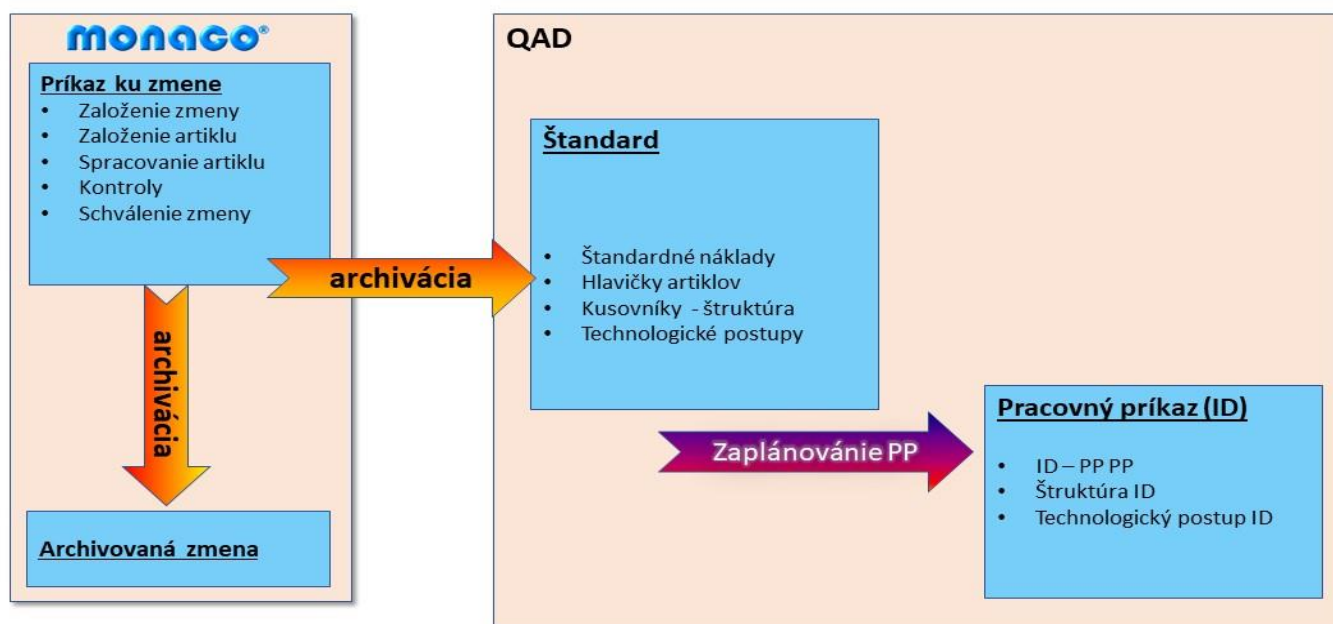 monaco®
Príkaz ku zmene
• Založenie zmeny
• Založenie artiklu
• Spracovanie artiklu
• Kontroly
• Schválenie zmeny
archivácia
archivácia
Archivovaná zmena
QAD
Štandard
• Štandardné náklady
• Hlavičky artiklov
• Kusovníky - štruktúra
• Technologické postupy
Zaplánovánie PP
Pracovný príkaz (ID)
• ID – PP PP
• Štruktúra ID
• Technologický postup ID